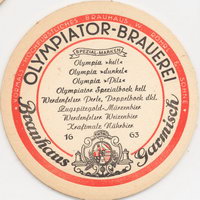 OLYMPIATOR-BRAUEREI
SPEZIAL-MARKEN
Olympia »hell«
Olympia »dunkel«
Olympia »Pils«
Olympiator Spezialbock hell
Werdenfelser Perle, Doppelbock dkl.
Zugspitzgold-Märzenbier
Werdenfelser Weizenbier
Kraftmalz Nährbier
16 63
Brauhaus Garmisch